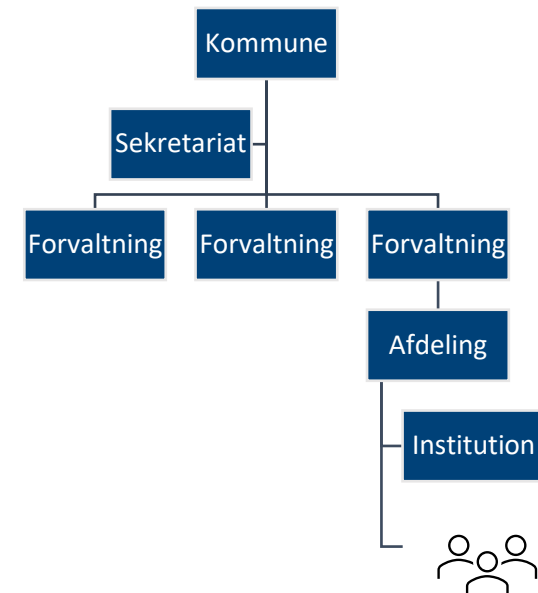 Kommune
Sekretariat
Forvaltning
Forvaltning
Forvaltning
Afdeling
Institution